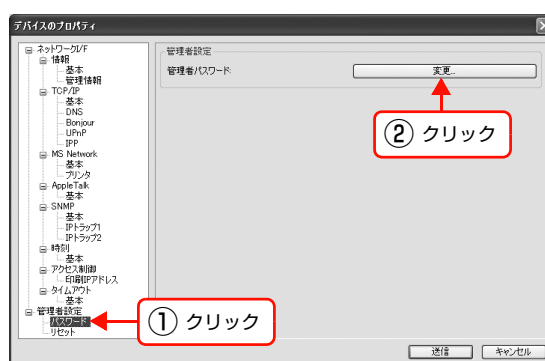 デバイスのプロパティ
ネットワークI/F
情報
基本
管理情報
TCP/IP
基本
DNS
Bonjour
UPnP
IPP
MS Network
基本
プリンタ
AppleTalk
基本
SNMP
基本
IPトラップ1
IPトラップ2
時刻
基本
アクセス制御
印刷IPアドレス
タイムアウト
基本
管理者設定
パスワード
リセット
管理者設定
管理者パスワード:
変更...
② クリック
① クリック
送信
キャンセル